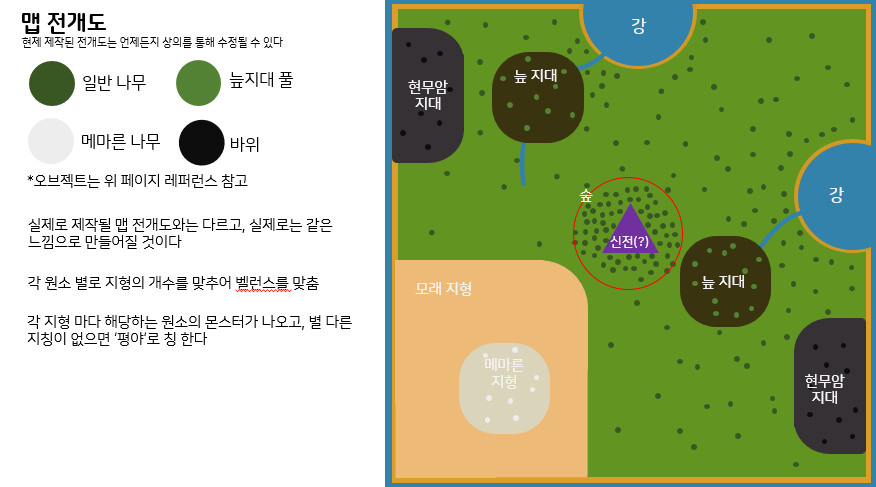 맵 전개도
현제 제작된 전개도는 언제든지 상의를 통해 수정될 수 있다
일반 나무
늪지대 풀
메마른 나무
바위
*오브젝트는 위 페이지 레퍼런스 참고
실제로 제작될 맵 전개도와는 다르고, 실제로는 같은
느낌으로 만들어질 것이다
각 원소 별로 지형의 개수를 맞추어 벨런스를 맞춤
각 지형 마다 해당하는 원소의 몬스터가 나오고, 별 다른
지칭이 없으면 '평야'로 칭 한다
강
현무암
지대
늪 지대
강
숲
신전(?)
늪 지대
모래 지형
메마른
지형
현무암
지대